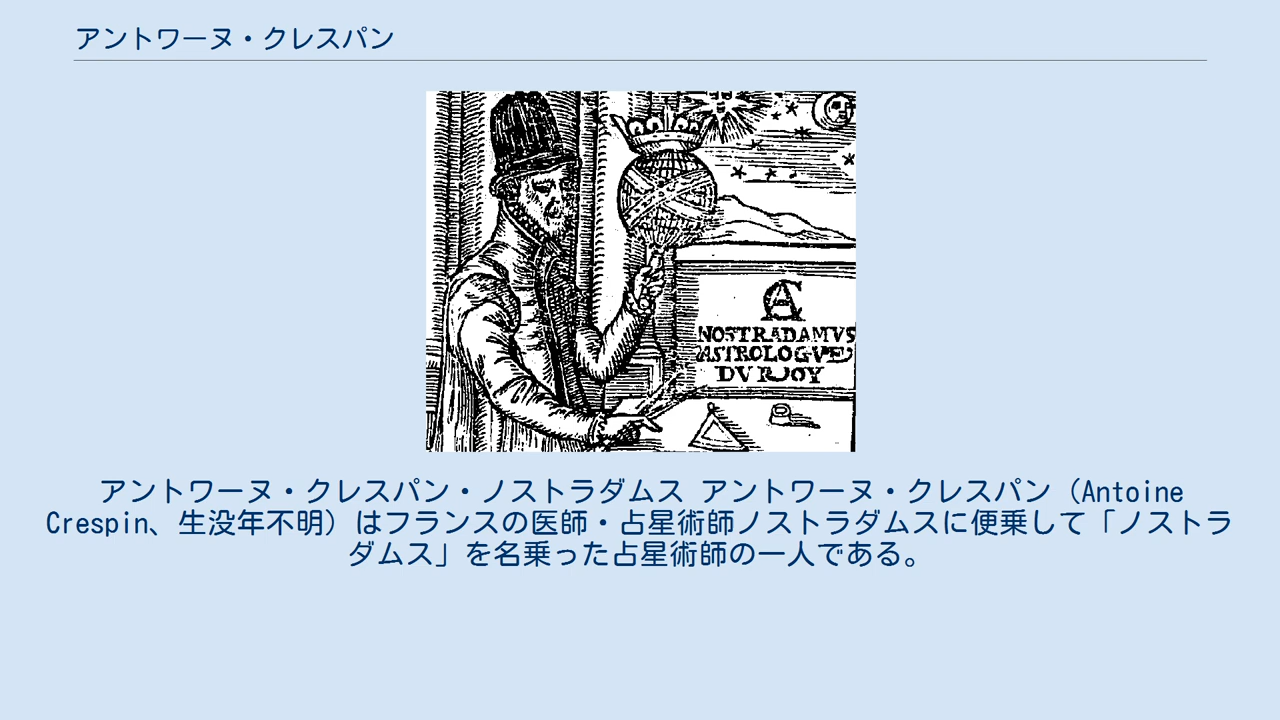 アントワーヌ・クレスパン
CA
NOSTRADAMVS
ASTROLOGVE
DV ROY
アントワーヌ・クレスパン・ノストラダムス アントワーヌ・クレスパン（Antoine
Crespin、生没年不明）はフランスの医師・占星術師ノストラダムスに便乗して「ノストラ
ダムス」を名乗った占星術師の一人である。